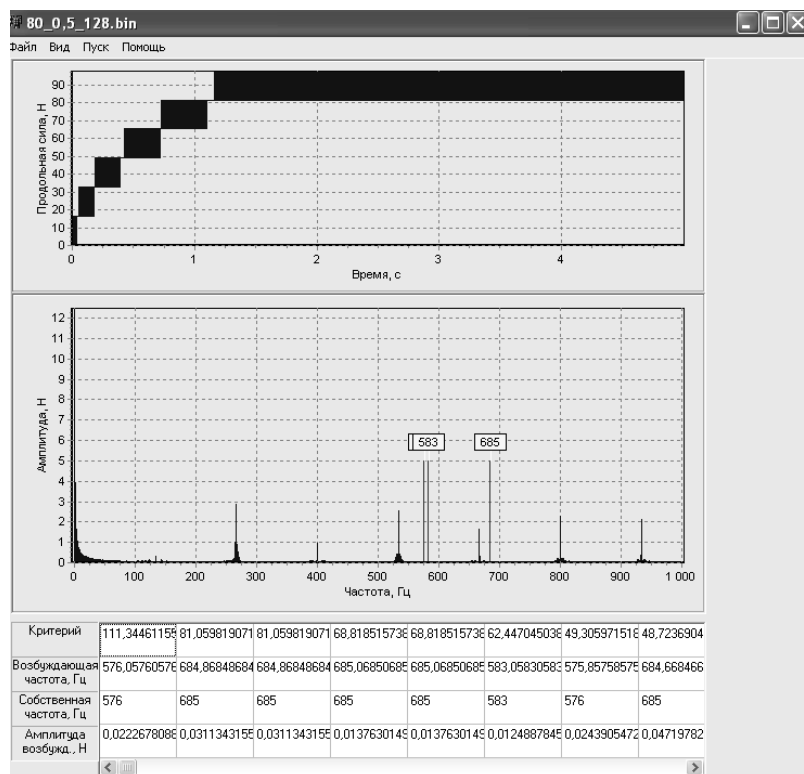 80_0,5_128.bin
Файл Вид Пуск Помощь
Продольная сила, Н
90
80
70
60
50
40
30
20
10
0
0 1 2 3 4
Время, с
Амплитуда, Н
12
11
10
9
8
7
6
5
4
3
2
1
0
583 685
0 100 200 300 400 500 600 700 800 900 1 000
Частота, Гц
Критерий 111,34461155 81,059819071 81,059819071 68,818515738 68,818515738 62,447045038 49,305971518 48,7236904
Возбуждающая частота, Гц 576,05760576 684,86848684 684,86848684 685,06850685 685,06850685 583,05830583 575,85758575 684,668466
Собственная частота, Гц 576 685 685 685 685 583 576 685
Амплитуда возбужд., Н 0,0222678088 0,0311343155 0,0311343155 0,0137630149 0,0137630149 0,0124887845 0,0243905472 0,04719782